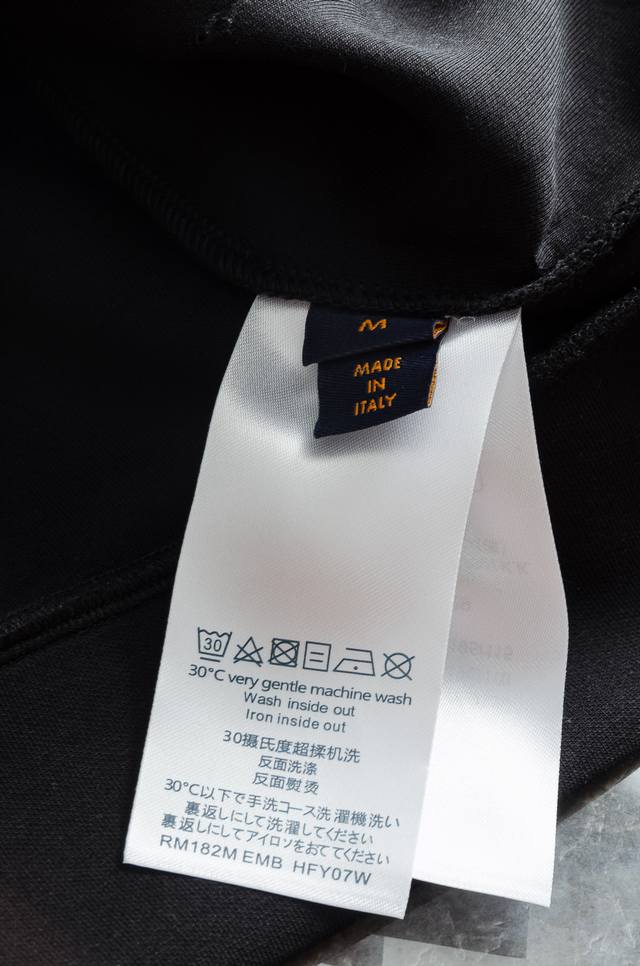 M
MADE
IN
ITALY
30
30°C very gentle machine wash
Wash inside out
Iron inside out
30摄氏度超揉机洗
反面洗涤
反面熨烫
30°C以下で手洗コース洗濯機洗い
裏返しにして洗濯してください
裏返しにしてアイロソをおててください
RM182M EMB HFY07W